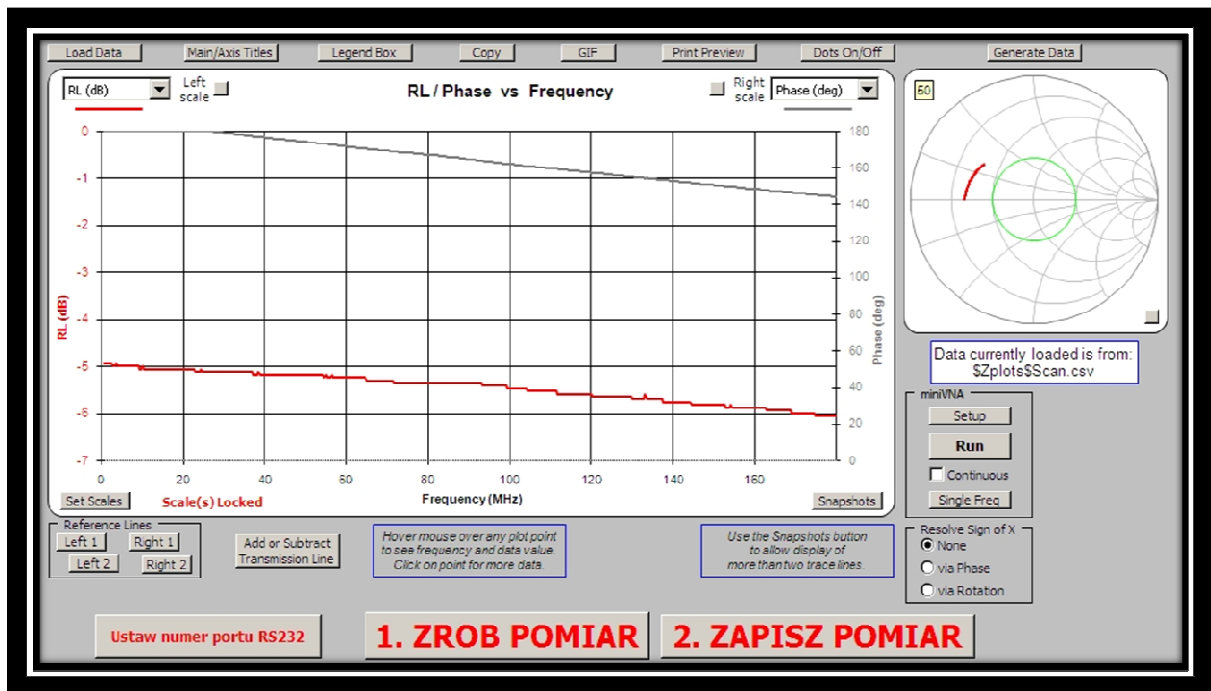 Load Data
Main/Axis Titles
Legend Box
Copy
GIF
Print Preview
Dots On/Off
Generate Data
RL (dB)
Left
scale
RL / Phase vs Frequency
Right
scale
Phase (deg)
50
0
-1
-2
-3
-4
-5
-6
-7
RL (dB)
180
160
140
120
100
80
60
40
20
0
Phase (deg)
0
20
40
60
80
100
120
140
160
Set Scales
Scale(s) Locked
Frequency (MHz)
Snapshots
Data currently loaded is from:
$Zplots$Scan.csv
miniVNA
Setup
Run
Continuous
Single Freq
Reference Lines
Left 1
Right 1
Left 2
Right 2
Add or Subtract
Transmission Line
Hover mouse over any plot point
to see frequency and data value.
Click on point for more data.
Use the Snapshots button
to allow display of
more than two trace lines.
Resolve Sign of X
None
via Phase
via Rotation
Ustaw numer portu RS232
1. ZROB POMIAR
2. ZAPISZ POMIAR